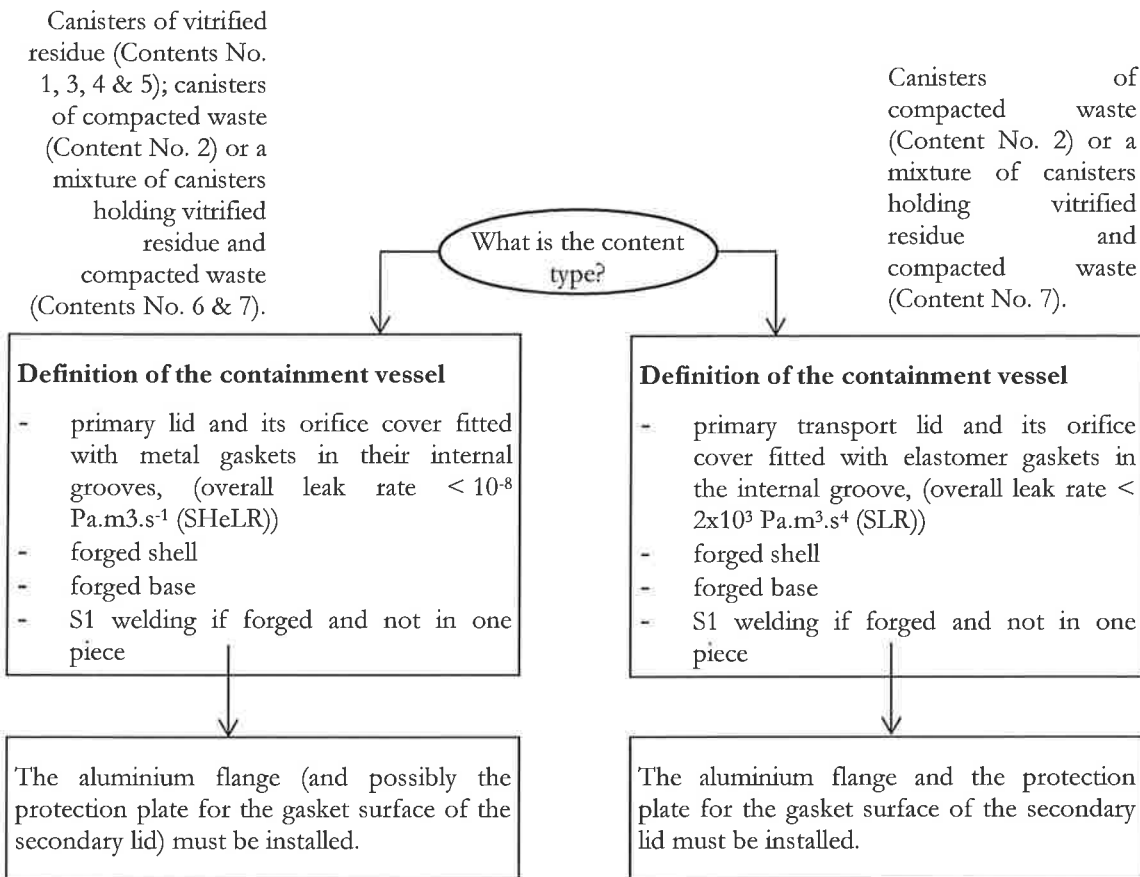 Canisters of vitrified
residue (Contents No.
1, 3, 4 & 5); canisters
of compacted waste
(Content No. 2) or a
mixture of canisters
holding vitrified
residue and
compacted waste
(Contents No. 6 & 7).
Canisters of
compacted waste
(Content No. 2) or a
mixture of canisters
holding vitrified
residue and
compacted waste
(Content No. 7).
What is the content
type?
Definition of the containment vessel
- primary lid and its orifice cover fitted
with metal gaskets in their internal
grooves, (overall leak rate < 10⁻⁸
Pa.m3.s⁻¹ (SHeLR))
- forged shell
- forged base
- S1 welding if forged and not in one
piece
Definition of the containment vessel
- primary transport lid and its orifice
cover fitted with elastomer gaskets in
the internal groove, (overall leak rate <
2x10³ Pa.m³.s⁴ (SLR))
- forged shell
- forged base
- S1 welding if forged and not in one
piece
The aluminium flange (and possibly the
protection plate for the gasket surface of the
secondary lid) must be installed.
The aluminium flange and the protection
plate for the gasket surface of the secondary
lid must be installed.